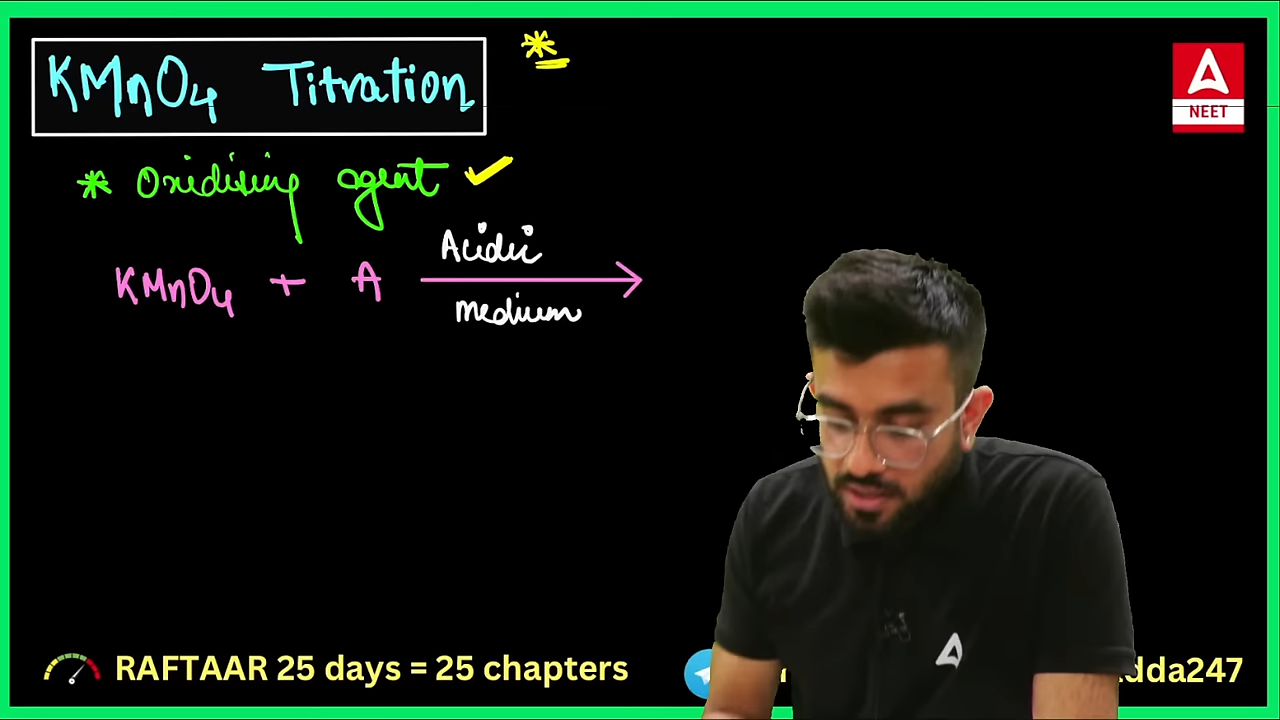 KMnO4 Titration *
NEET
* Oxidising agent ✓
Acidic
KMnO4 + A
medium
RAFTAAR 25 days = 25 chapters
dda247